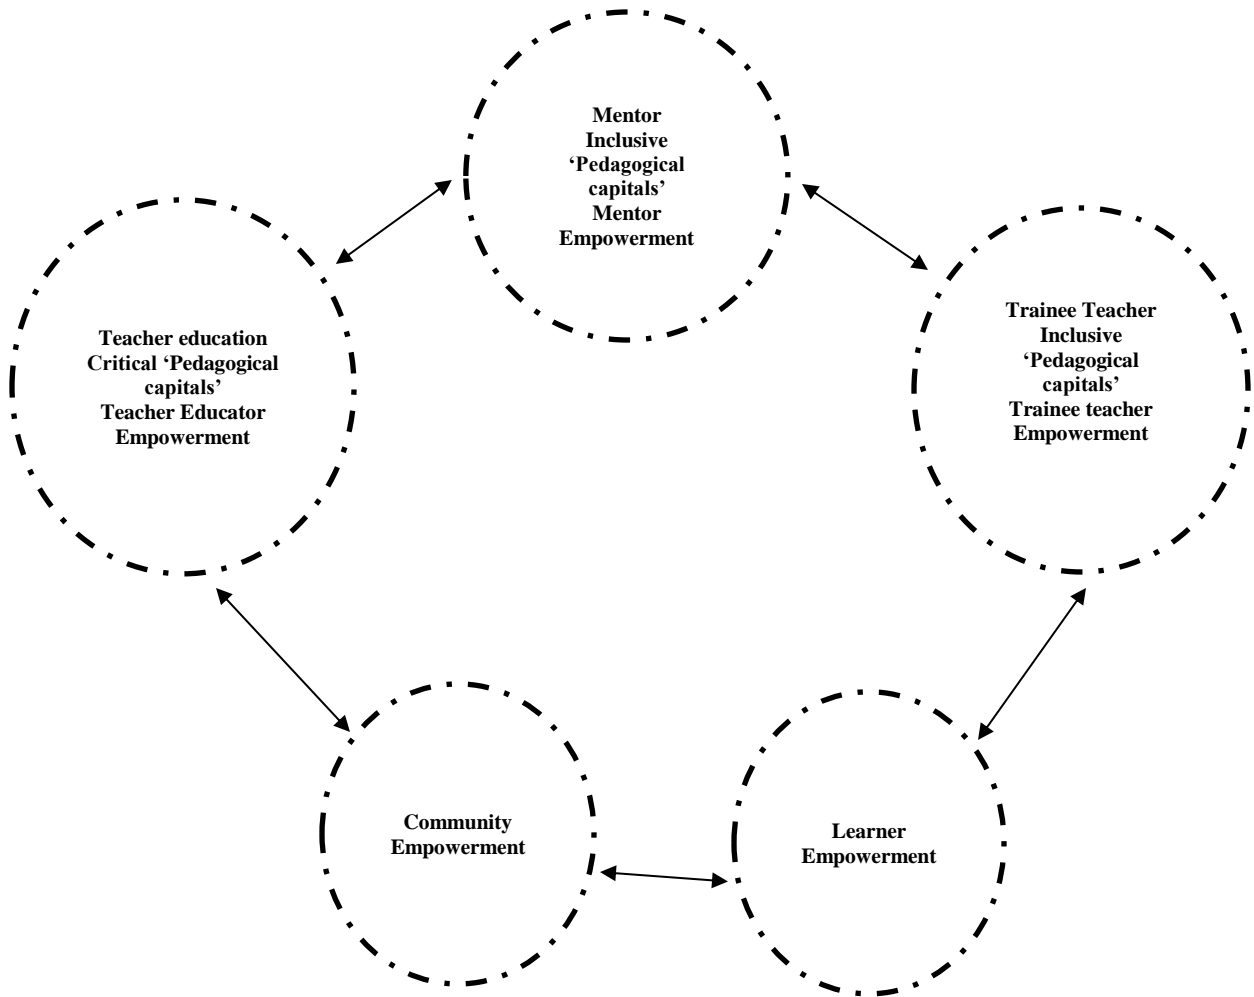 Mentor
Inclusive
‘Pedagogical
capitals’
Mentor
Empowerment
Teacher education
Critical ‘Pedagogical
capitals’
Teacher Educator
Empowerment
Trainee Teacher
Inclusive
‘Pedagogical
capitals’
Trainee teacher
Empowerment
Community
Empowerment
Learner
Empowerment